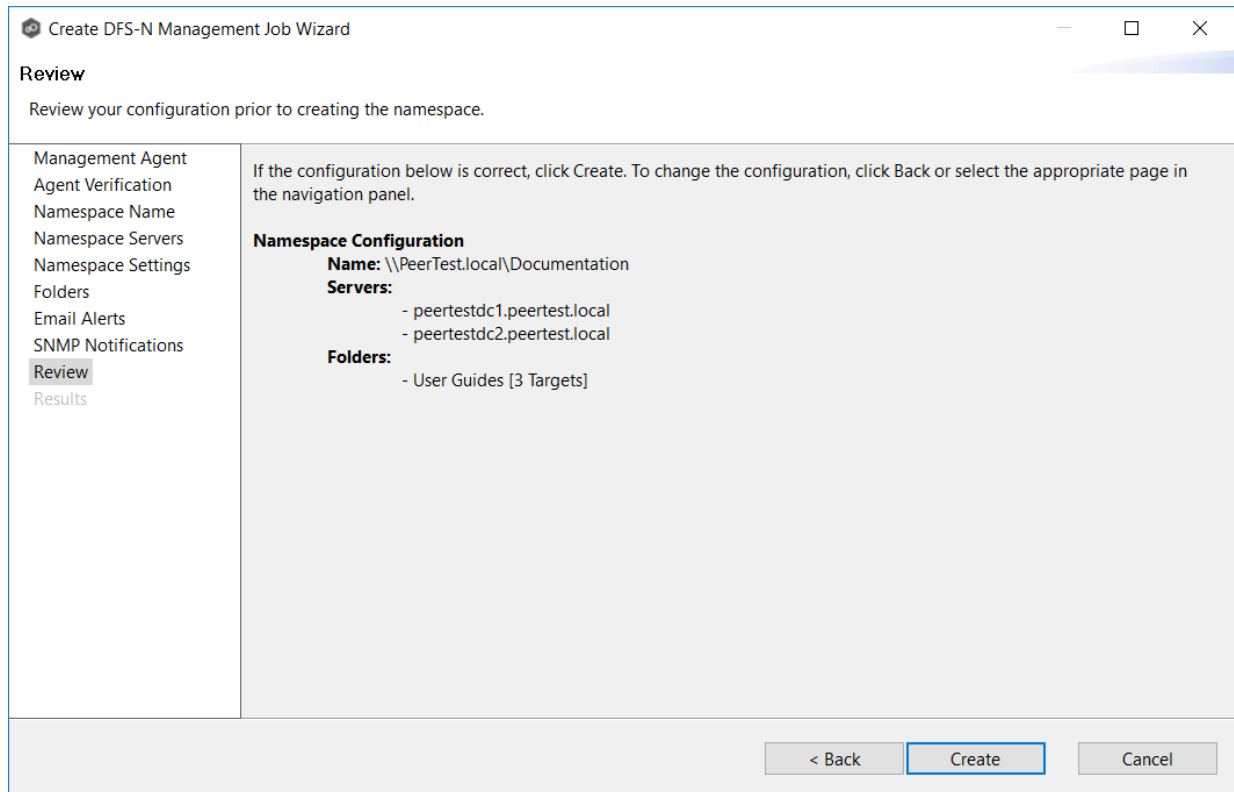 Create DFS-N Management Job Wizard
Review
Review your configuration prior to creating the namespace.
Management Agent
Agent Verification
Namespace Name
Namespace Servers
Namespace Settings
Folders
Email Alerts
SNMP Notifications
Review
Results
If the configuration below is correct, click Create. To change the configuration, click Back or select the appropriate page in
the navigation panel.
Namespace Configuration
Name: \\PeerTest.local\Documentation
Servers:
- peertestdc1.peertest.local
- peertestdc2.peertest.local
Folders:
- User Guides [3 Targets]
< Back
Create
Cancel